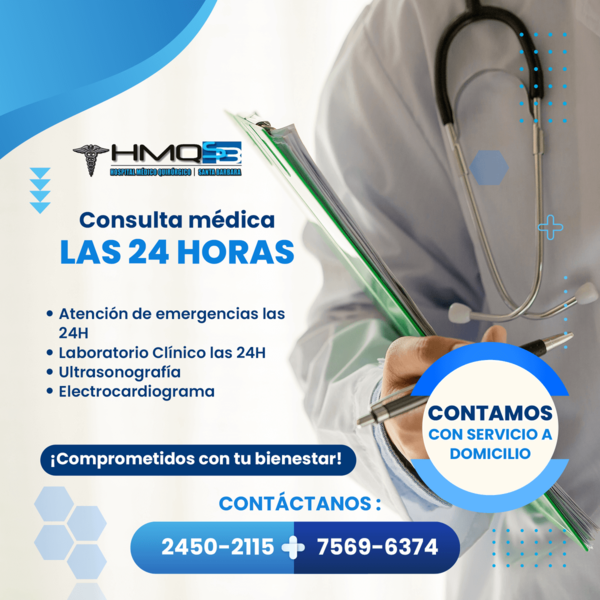 HMQSB
HOSPITAL MÉDICO QUIRÚRGICO | SANTA BÁRBARA
Consulta médica
LAS 24 HORAS
• Atención de emergencias las
24H
• Laboratorio Clínico las 24H
• Ultrasonografía
• Electrocardiograma
CONTAMOS
CON SERVICIO A
DOMICILIO
¡Comprometidos con tu bienestar!
CONTÁCTANOS :
2450-2115 + 7569-6374